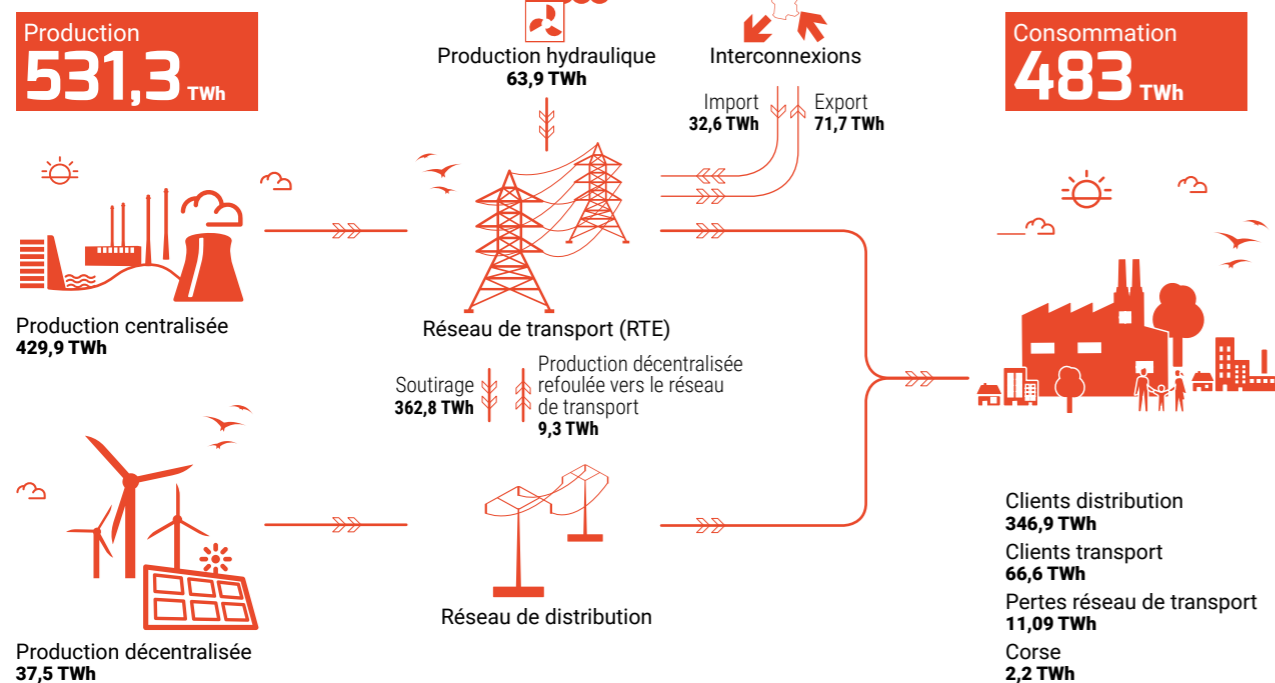 Production
531,3 TWh
Production hydraulique
63,9 TWh
Interconnexions
Import
32,6 TWh
Export
71,7 TWh
Consommation
483 TWh
Production centralisée
429,9 TWh
Réseau de transport (RTE)
Soutirage
362,8 TWh
Production décentralisée
refoulée vers le réseau
de transport
9,3 TWh
Production décentralisée
37,5 TWh
Réseau de distribution
Clients distribution
346,9 TWh
Clients transport
66,6 TWh
Pertes réseau de transport
11,09 TWh
Corse
2,2 TWh